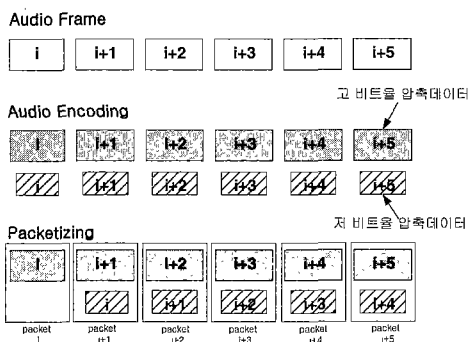 Audio Frame
i i+1 i+2 i+3 i+4 i+5
고 비트율 압축데이터
Audio Encoding
i i+1 i+2 i+3 i+4 i+5
i i+1 i+2 i+3 i+4 i+5
저 비트율 압축데이터
Packetizing
i i+1 i+2 i+3 i+4 i+5
i i+1 i+2 i+3 i+4
packet packet packet packet packet packet
i i+1 i+2 i+3 i+4 i+5